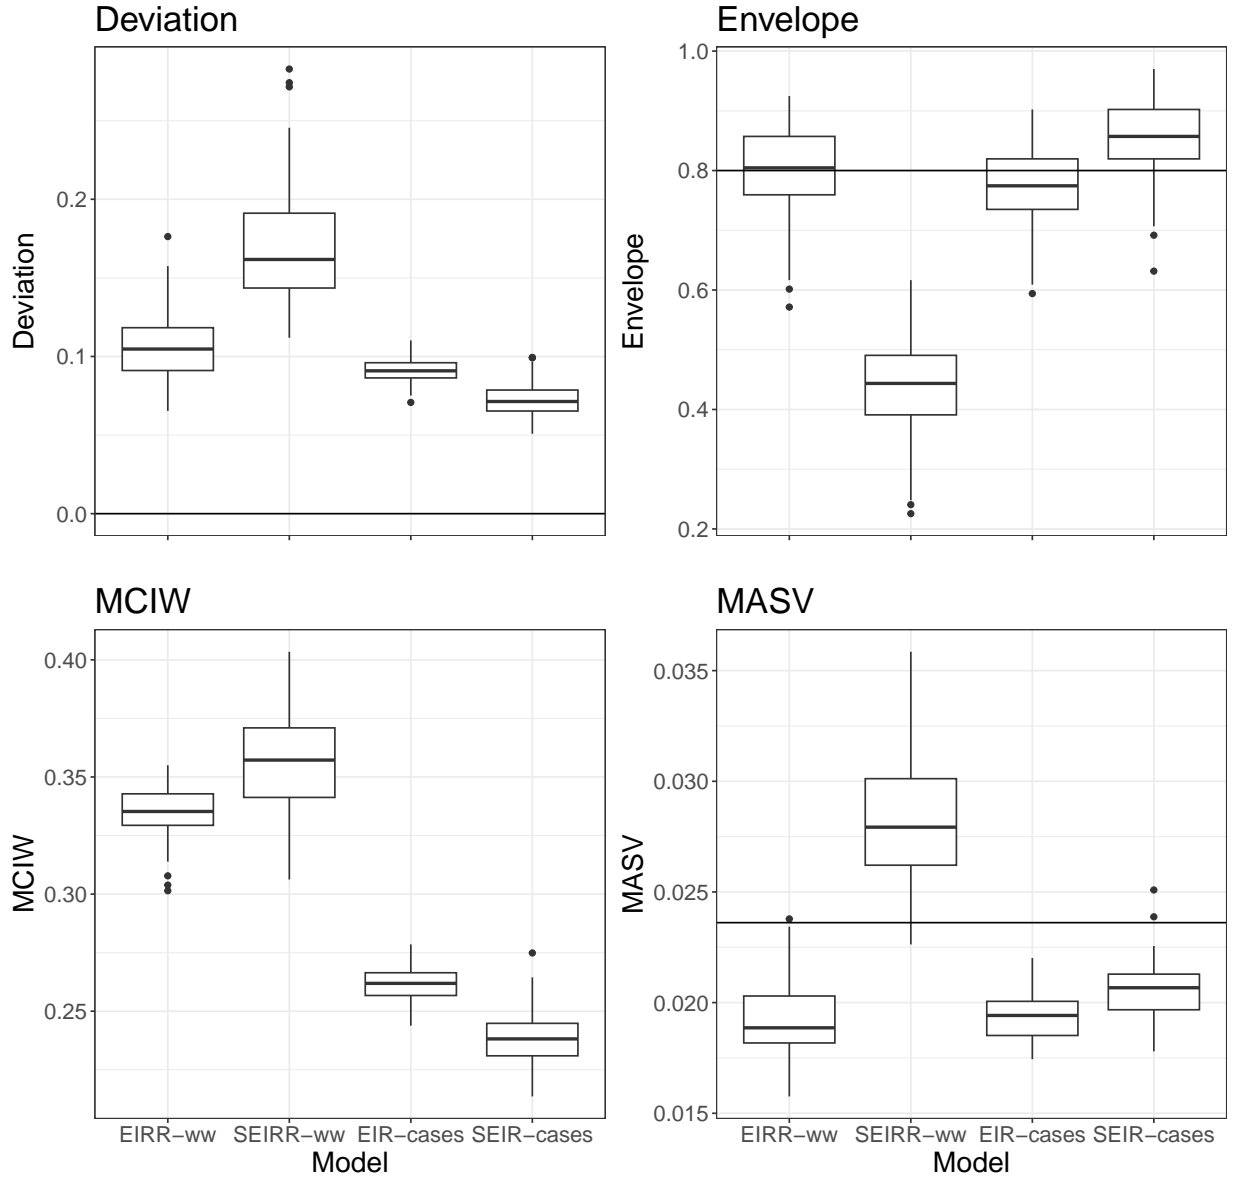 Deviation
Deviation
0.2
0.1
0.0
Envelope
Envelope
1.0
0.8
0.6
0.4
0.2
MCIW
MCIW
0.40
0.35
0.30
0.25
EIRR−ww SEIRR−ww EIR−cases SEIR−cases
Model
MASV
MASV
0.035
0.030
0.025
0.020
0.015
EIRR−ww SEIRR−ww EIR−cases SEIR−cases
Model